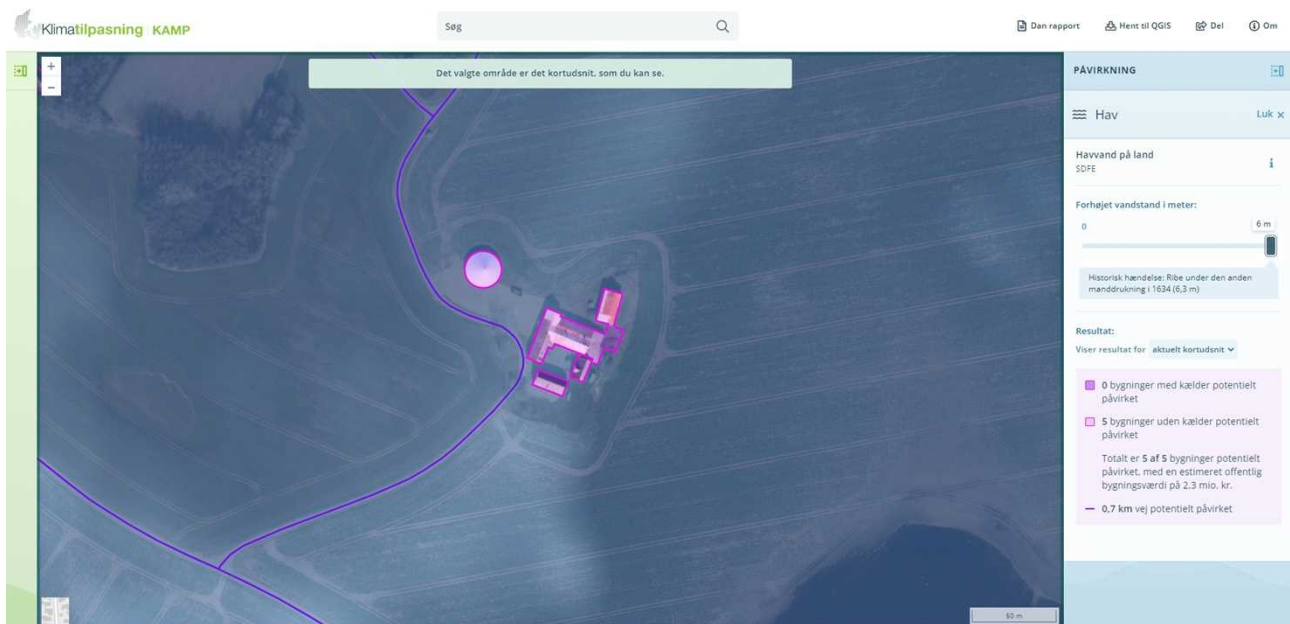 Klimatilpasning KAMP
Søg
Dan rapport
Hent til QGIS
Del
Om
+
−
Det valgte område er det kortudsnit, som du kan se.
PÅVIRKNING
Hav
Luk ×
Havvand på land
SDFE
Forhøjet vandstand i meter:
0
6 m
Historisk hændelse: Ribe under den anden
manddrukning i 1634 (6,3 m)
Resultat:
Viser resultat for aktuelt kortudsnit
0 bygninger med kælder potentielt
påvirket
5 bygninger uden kælder potentielt
påvirket
Totalt er 5 af 5 bygninger potentielt
påvirket, med en estimeret offentlig
bygningsværdi på 2.3 mio. kr.
0,7 km vej potentielt påvirket
50 m